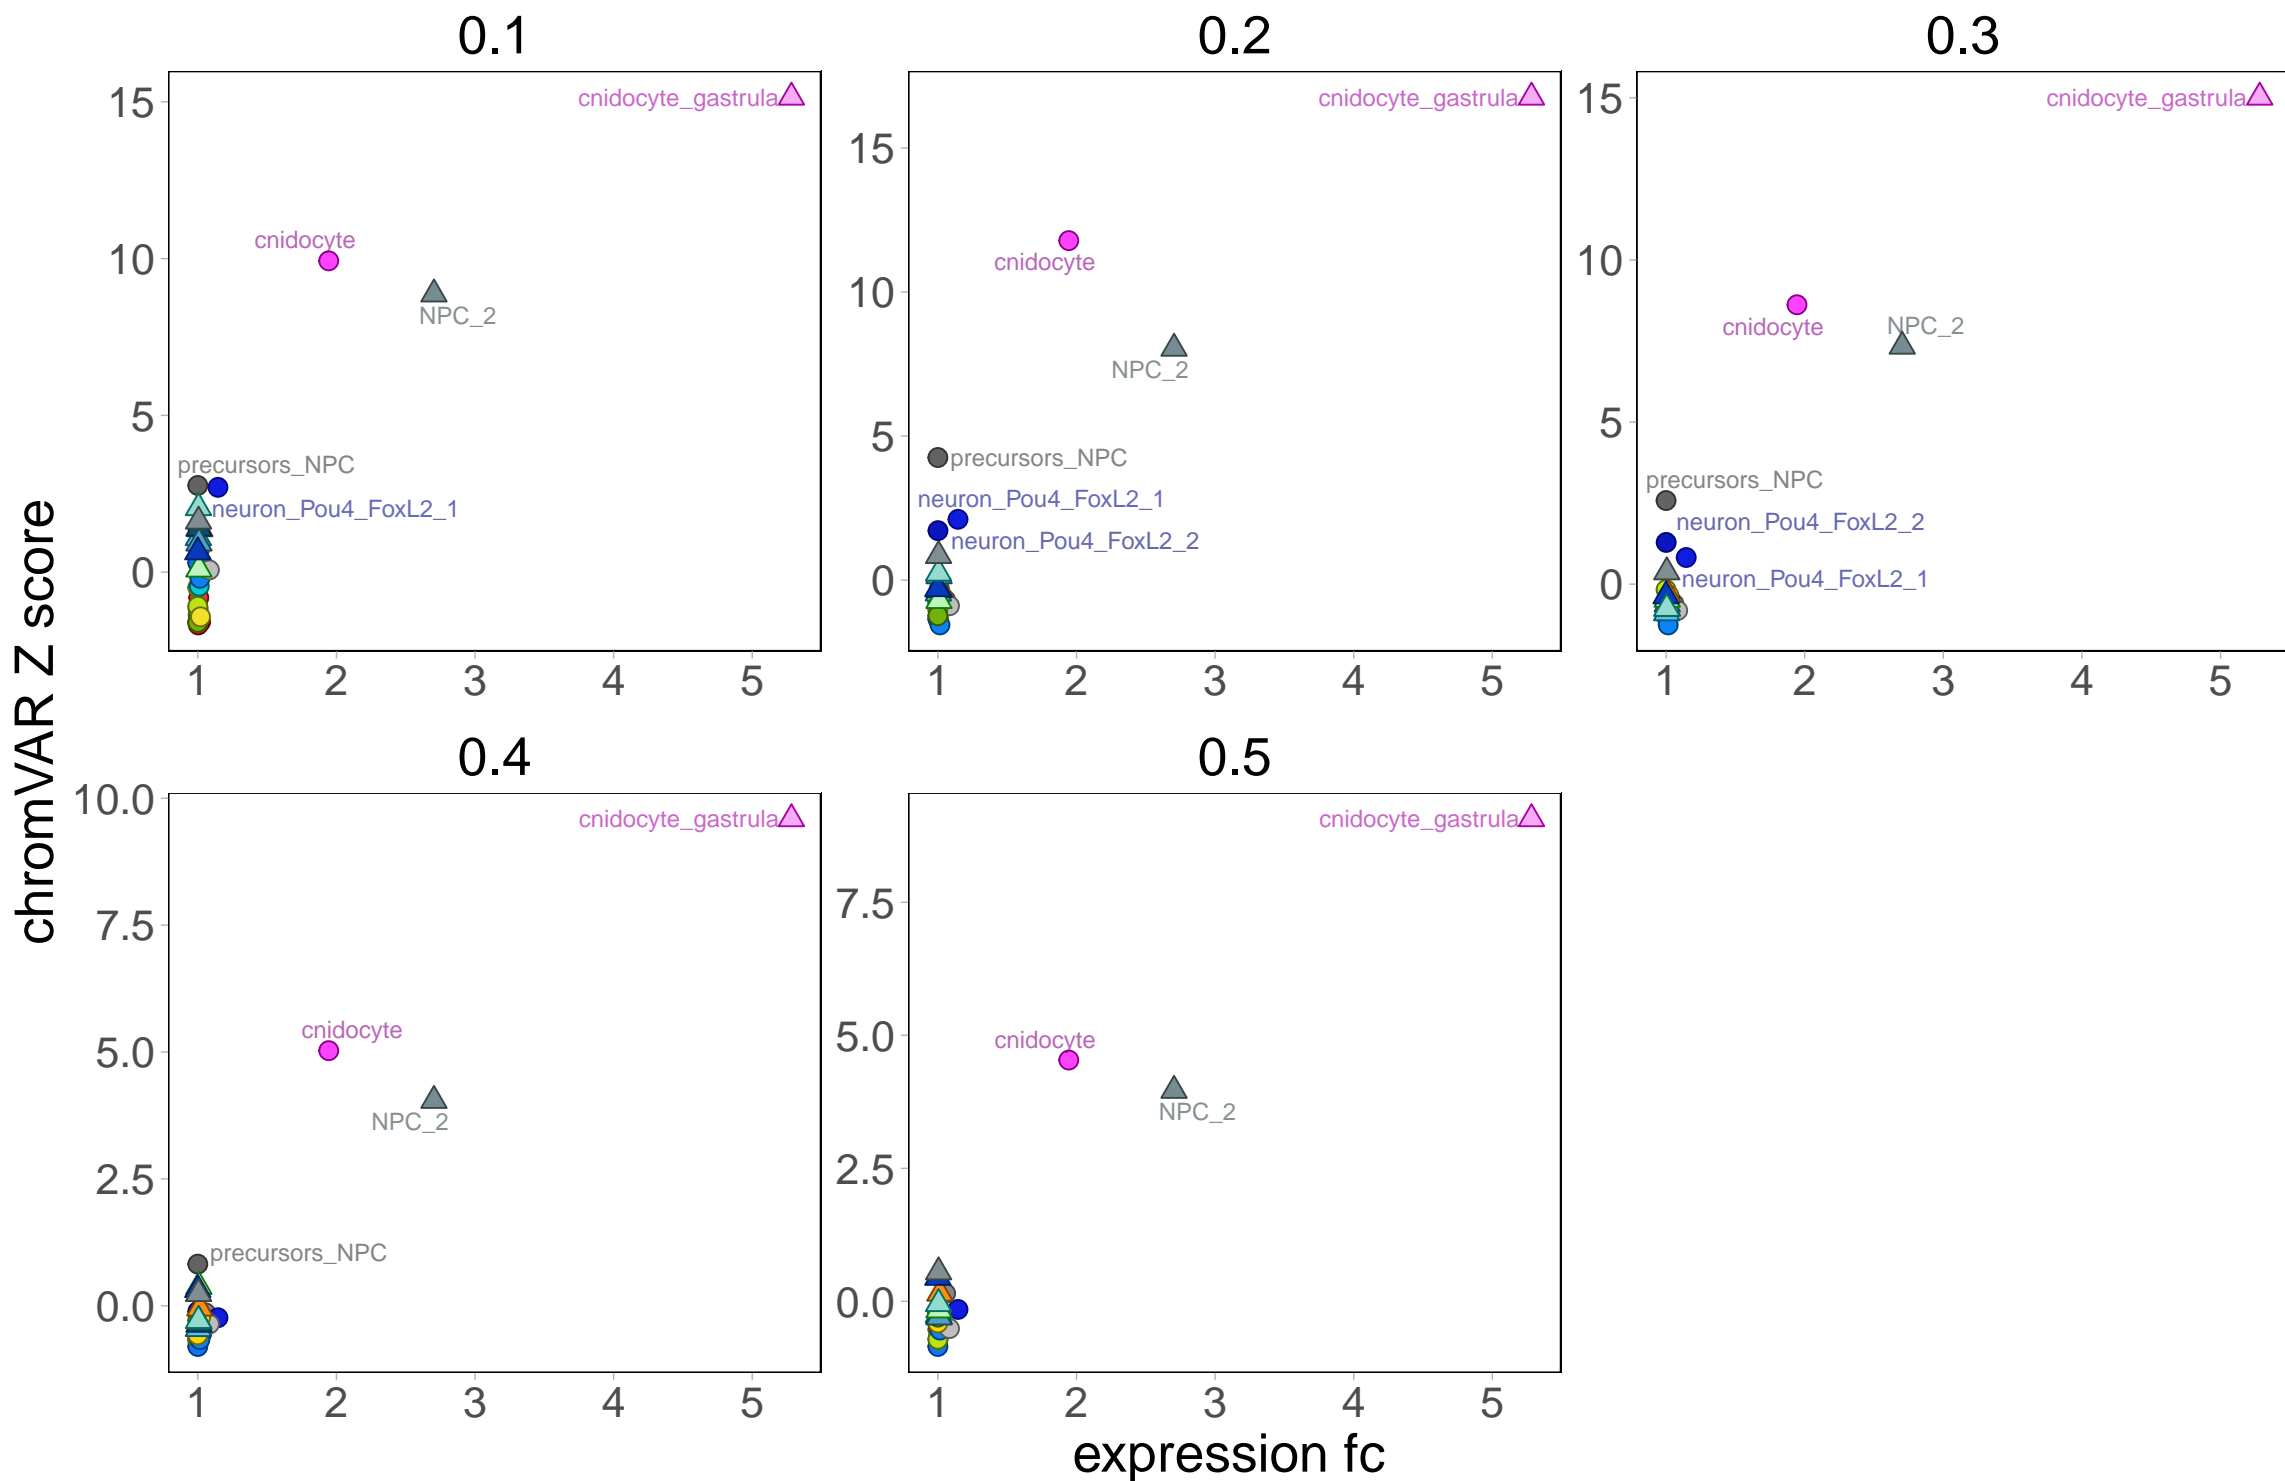 0.1
0.2
0.3
chromVAR Z score
15
10
5
0
cnidocyte_gastrula
cnidocyte
NPC_2
precursors_NPC
neuron_Pou4_FoxL2_1
1 2 3 4 5
15
10
5
0
cnidocyte_gastrula
cnidocyte
NPC_2
precursors_NPC
neuron_Pou4_FoxL2_1
neuron_Pou4_FoxL2_2
1 2 3 4 5
15
10
5
0
cnidocyte_gastrula
cnidocyte
NPC_2
precursors_NPC
neuron_Pou4_FoxL2_2
neuron_Pou4_FoxL2_1
1 2 3 4 5
0.4
0.5
10.0
7.5
5.0
2.5
0.0
cnidocyte_gastrula
cnidocyte
NPC_2
precursors_NPC
1 2 3 4 5
7.5
5.0
2.5
0.0
cnidocyte_gastrula
cnidocyte
NPC_2
1 2 3 4 5
expression fc